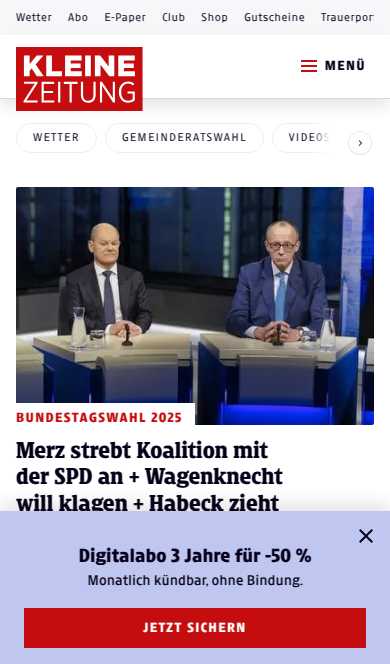 Wetter Abo E-Paper Club Shop Gutscheine Trauerport
KLEINE
ZEITUNG
MENÜ
WETTER GEMEINDERATSWAHL VIDEOS
BUNDESTAGSWAHL 2025
Merz strebt Koalition mit
der SPD an + Wagenknecht
will klagen + Habeck zieht
Digitalabo 3 Jahre für -50 %
Monatlich kündbar, ohne Bindung.
JETZT SICHERN